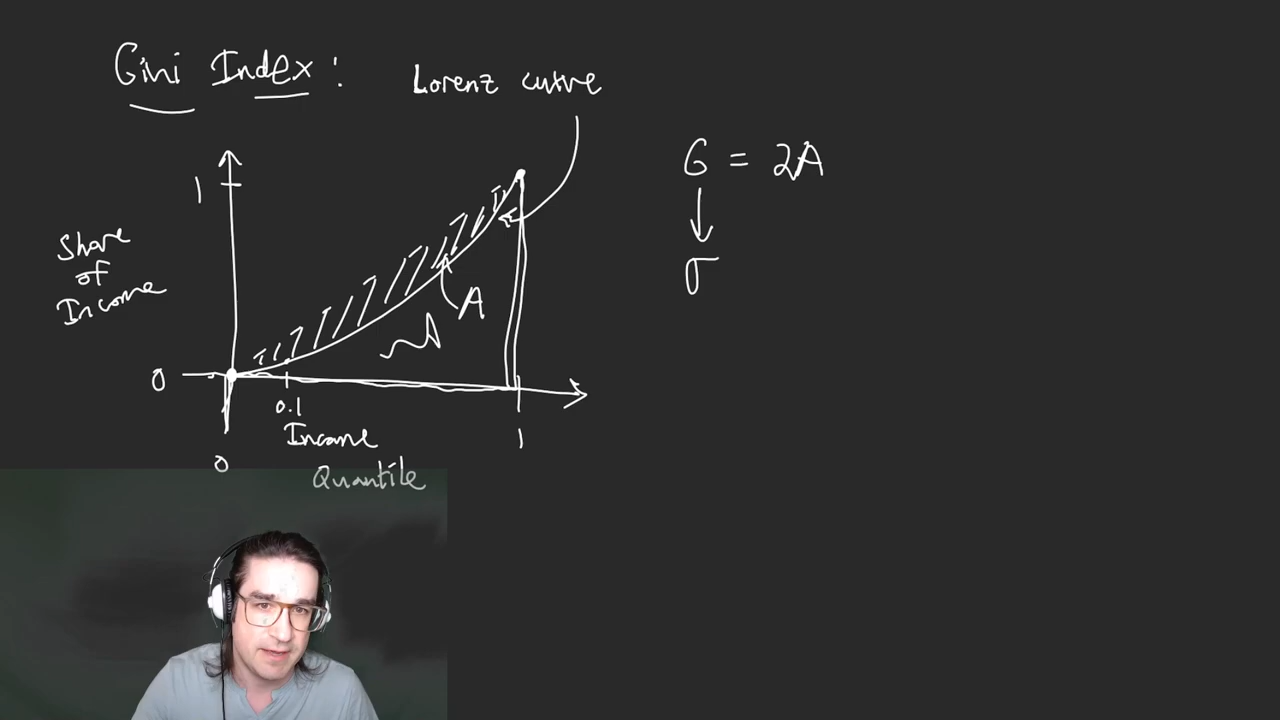 Gini Index:
Lorenz curve
G = 2A
↓
σ
1
Share
of
Income
A
A
0
0.1
1
Income
Quantile
0